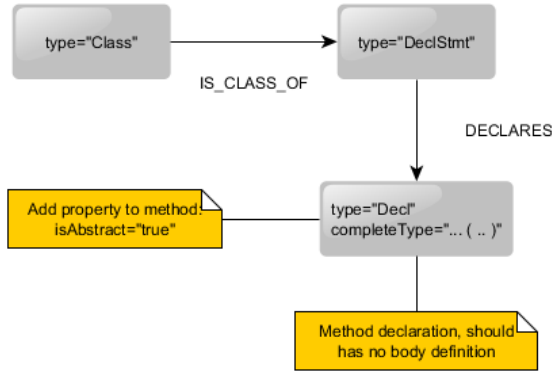 type="Class"
type="DeclStmt"
IS_CLASS_OF
DECLARES
Add property to method:
isAbstract="true"
type="Decl"
completeType="... ( .. )"
Method declaration, should
has no body definition